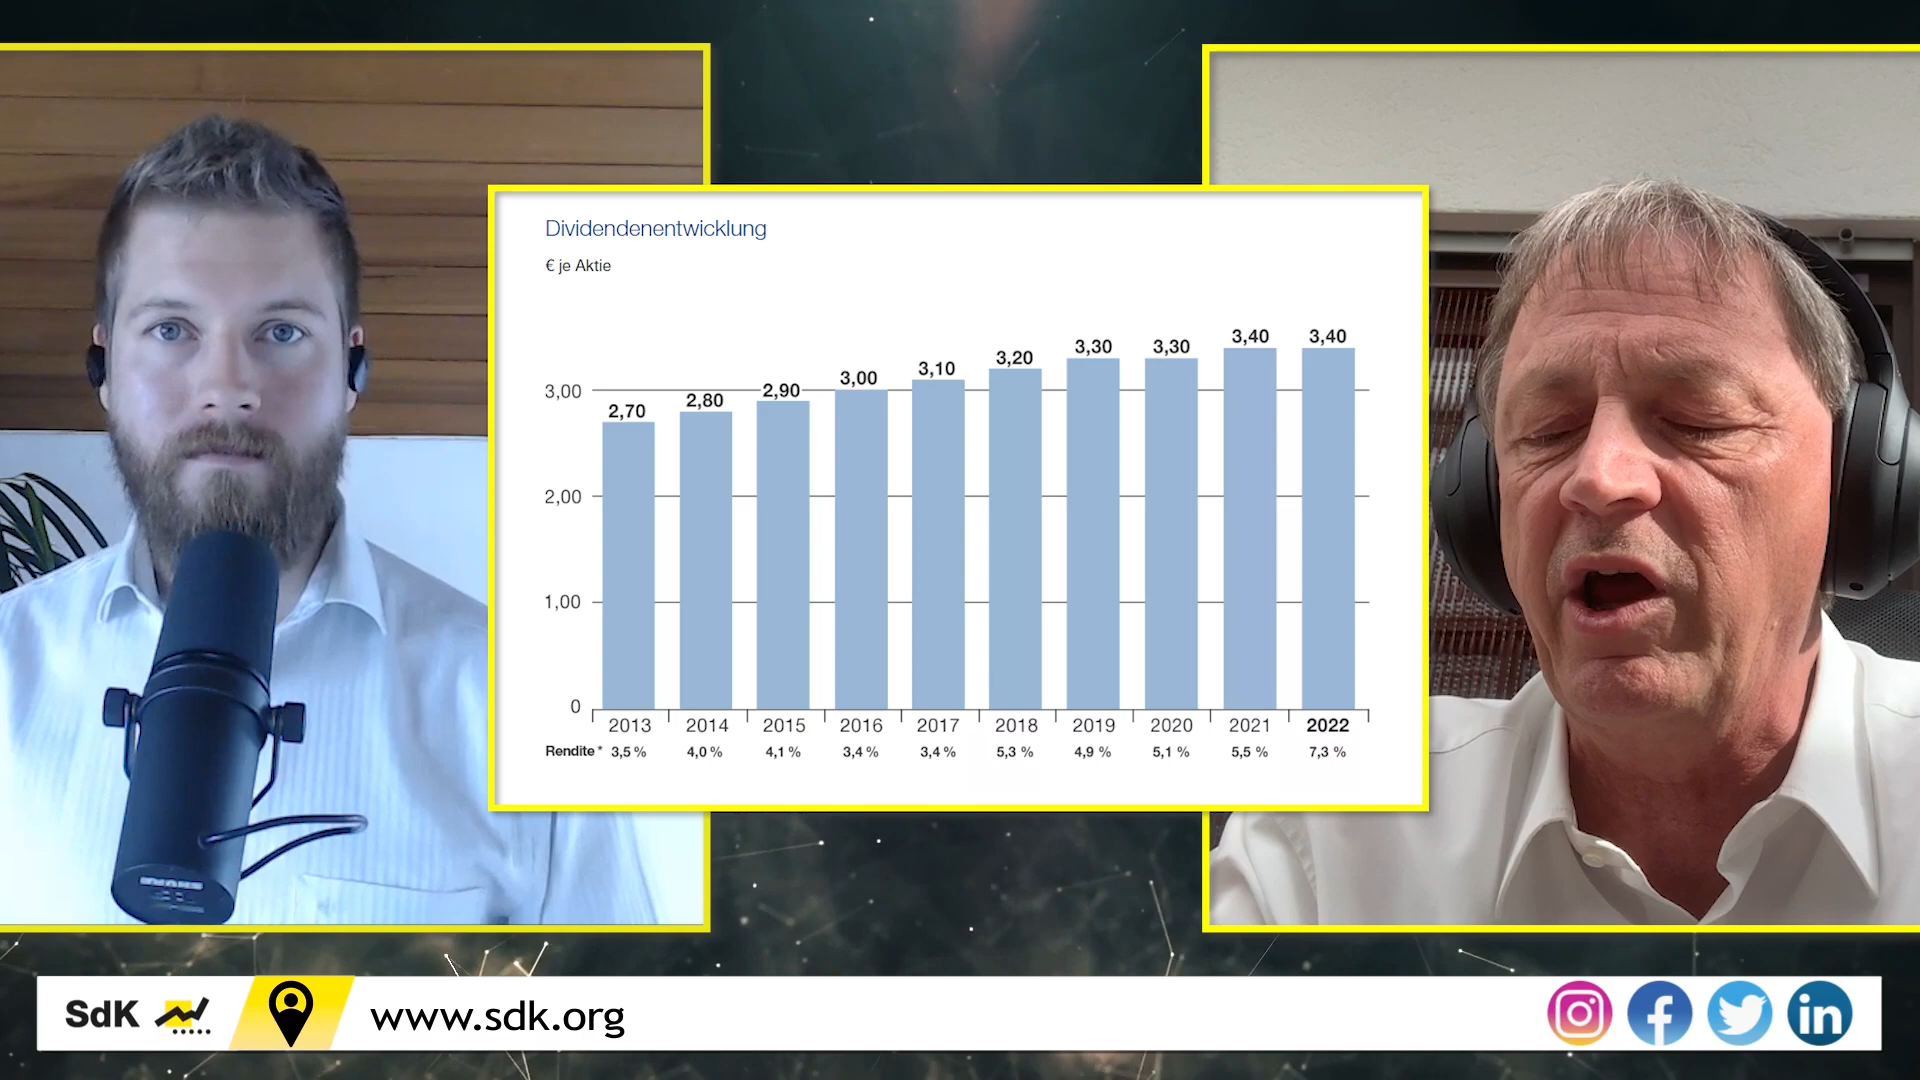 Dividendenentwicklung
€ je Aktie
3,00
2,00
1,00
0
2,70
2,80
2,90
3,00
3,10
3,20
3,30
3,30
3,40
3,40
2013 2014 2015 2016 2017 2018 2019 2020 2021 2022
Rendite* 3,5 % 4,0 % 4,1 % 3,4 % 3,4 % 5,3 % 4,9 % 5,1 % 5,5 % 7,3 %
SdK www.sdk.org